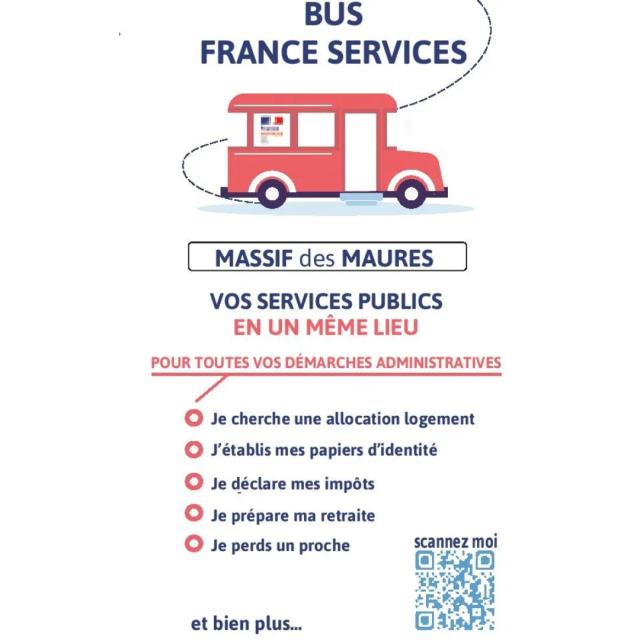 BUS
FRANCE SERVICES
MASSIF des MAURES
VOS SERVICES PUBLICS
EN UN MÊME LIEU
POUR TOUTES VOS DÉMARCHES ADMINISTRATIVES
Je cherche une allocation logement
J'établis mes papiers d'identité
Je déclare mes impôts
Je prépare ma retraite
Je perds un proche
scannez moi
et bien plus...